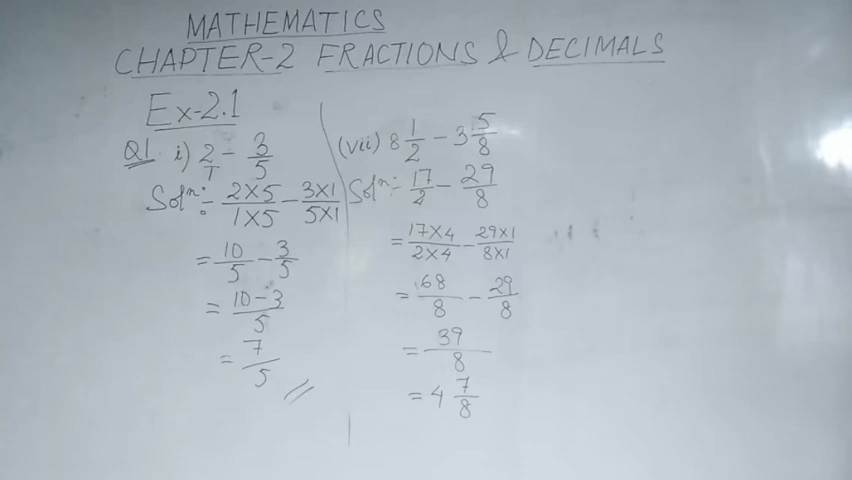 MATHEMATICS
CHAPTER-2 FRACTIONS & DECIMALS
Ex-2.1
Q1 i) 2/1 - 3/5
Solⁿ:- 2×5/1×5 - 3×1/5×1
= 10/5 - 3/5
= 10-3/5
= 7/5 //
(vii) 8 1/2 - 3 5/8
Solⁿ:- 17/2 - 29/8
= 17×4/2×4 - 29×1/8×1
= 68/8 - 29/8
= 39/8
= 4 7/8